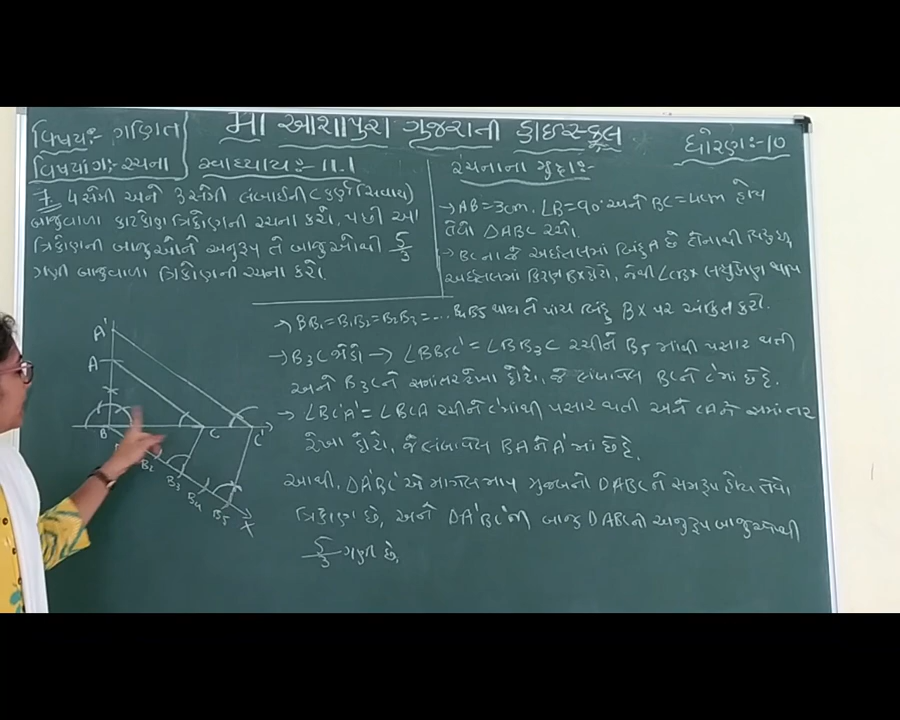 માં આશાપુરા ગુજરાતી હાઈસ્કૂલ
ધોરણઃ-10
વિષયઃ- ગણિત
વિષયાંગઃ- રચના
સ્વાધ્યાયઃ- 11.1
7. 4 સેમી અને 3 સેમી લંબાઈની (કર્ણ સિવાય)
બાજુવાળા કાટકોણ ત્રિકોણની રચના કરો, પછી આ
ત્રિકોણની બાજુઓને અનુરૂપ તે બાજુઓથી 5/3
ગણી બાજુવાળા ત્રિકોણની રચના કરો
રચનાના મુદ્દાઃ-
→ AB=3cm, ∠B=90° અને BC=4cm હોય
તેવો △ABC રચો
→ BC ના જે અર્ધતલમાં બિંદુ A છે તેનાથી
અર્ધતલમાં કિરણ BX દોરો, જેથી ∠CBX લઘુકોણ થાય
→ BB1=B1B2=B2B3=...B4B5 થાય તે પાંચ બિંદુ BX પર અંકિત કરો.
→ B3C જોડો → ∠BB5C' = ∠BB3C રચીને B5 માંથી પસાર થતી
અને B3C ને સમાંતર રેખા દોરો, જે લંબાવેલ BC ને C' માં છેદે.
→ ∠BC'A' = ∠BCA રચીને C' માંથી પસાર થતી અને CA ને સમાંતર
રેખા દોરો, જે લંબાવેલ BA ને A' માં છેદે.
આથી, △A'BC' એ માગેલ માપ મુજબનો △ABC ને સમરૂપ હોય તેવો
ત્રિકોણ છે, અને △A'BC' ની બાજુ △ABC ની અનુરૂપ બાજુઓથી
5/3 ગણી છે,
A'
A
B
C
C'
B2
B3
B4
B5
X